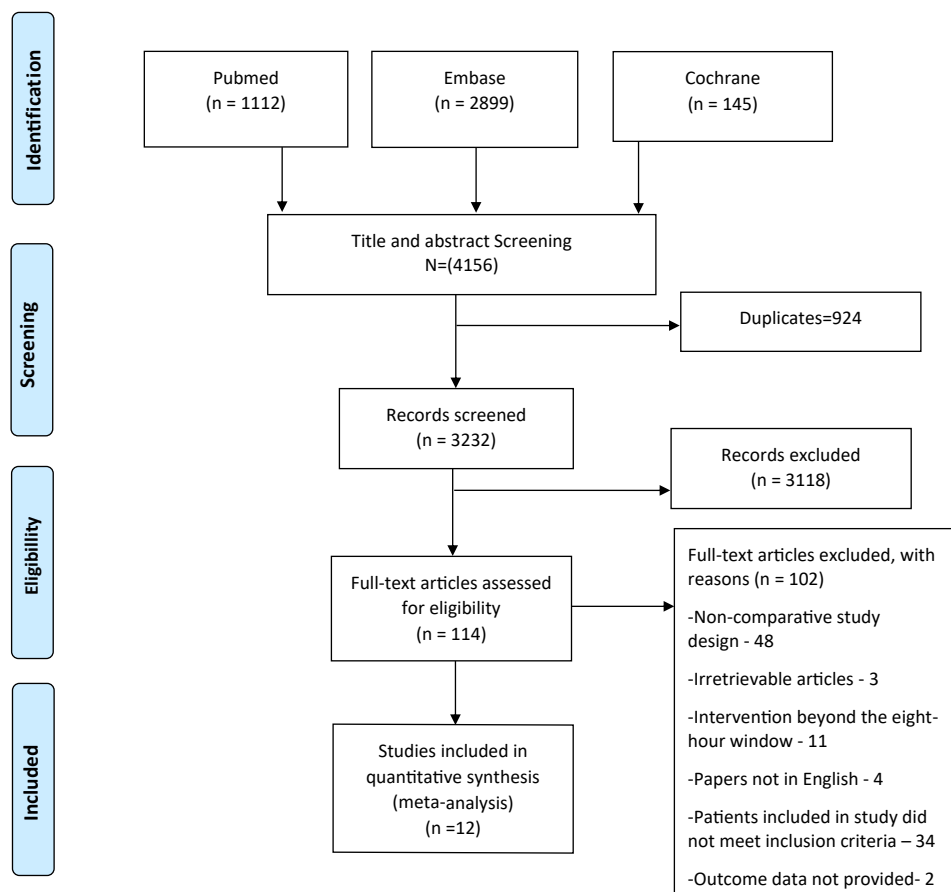 Identification
Pubmed
(n = 1112)
Embase
(n = 2899)
Cochrane
(n = 145)
Title and abstract Screening
N=(4156)
Screening
Duplicates=924
Records screened
(n = 3232)
Records excluded
(n = 3118)
Eligibillity
Full-text articles assessed
for eligibility
(n = 114)
Full-text articles excluded, with
reasons (n = 102)
-Non-comparative study
design - 48
-Irretrievable articles - 3
-Intervention beyond the eight-
hour window - 11
-Papers not in English - 4
-Patients included in study did
not meet inclusion criteria – 34
-Outcome data not provided- 2
Included
Studies included in
quantitative synthesis
(meta-analysis)
(n =12)